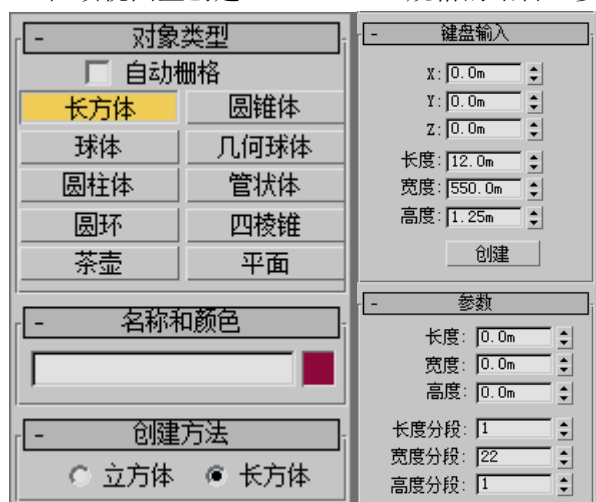 - 对象类型
自动栅格
长方体 圆锥体
球体 几何球体
圆柱体 管状体
圆环 四棱锥
茶壶 平面
- 名称和颜色
- 创建方法
立方体 长方体
- 键盘输入
X: 0.0m
Y: 0.0m
Z: 0.0m
长度: 12.0m
宽度: 550.0m
高度: 1.25m
创建
- 参数
长度: 0.0m
宽度: 0.0m
高度: 0.0m
长度分段: 1
宽度分段: 22
高度分段: 1